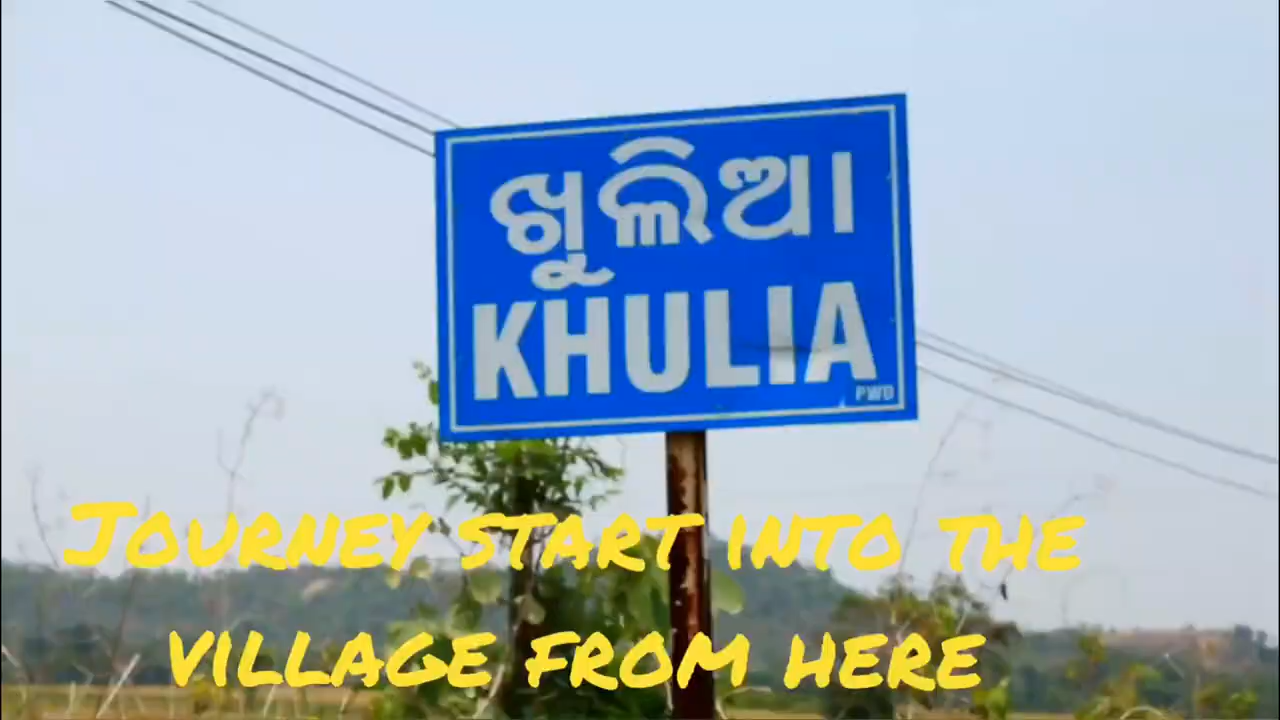 ଖୁଲିଆ
KHULIA
PWD
JOURNEY START INTO THE
VILLAGE FROM HERE